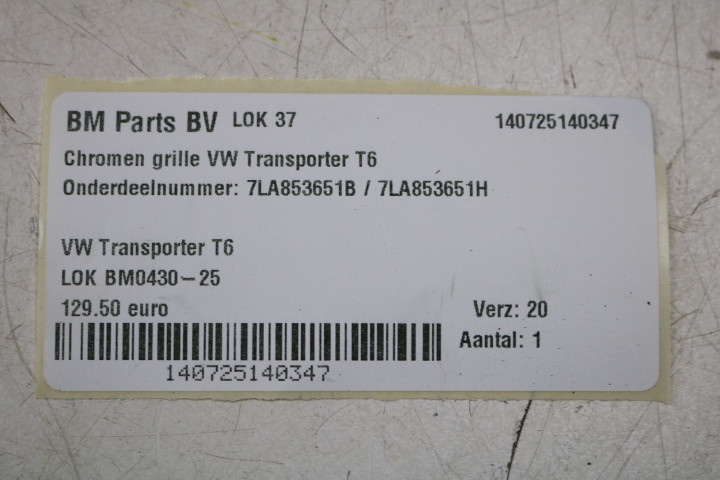 BM Parts BV LOK 37 140725140347
Chromen grille VW Transporter T6
Onderdeelnummer: 7LA853651B / 7LA853651H
VW Transporter T6
LOK BM0430-25
129.50 euro Verz: 20
Aantal: 1
140725140347